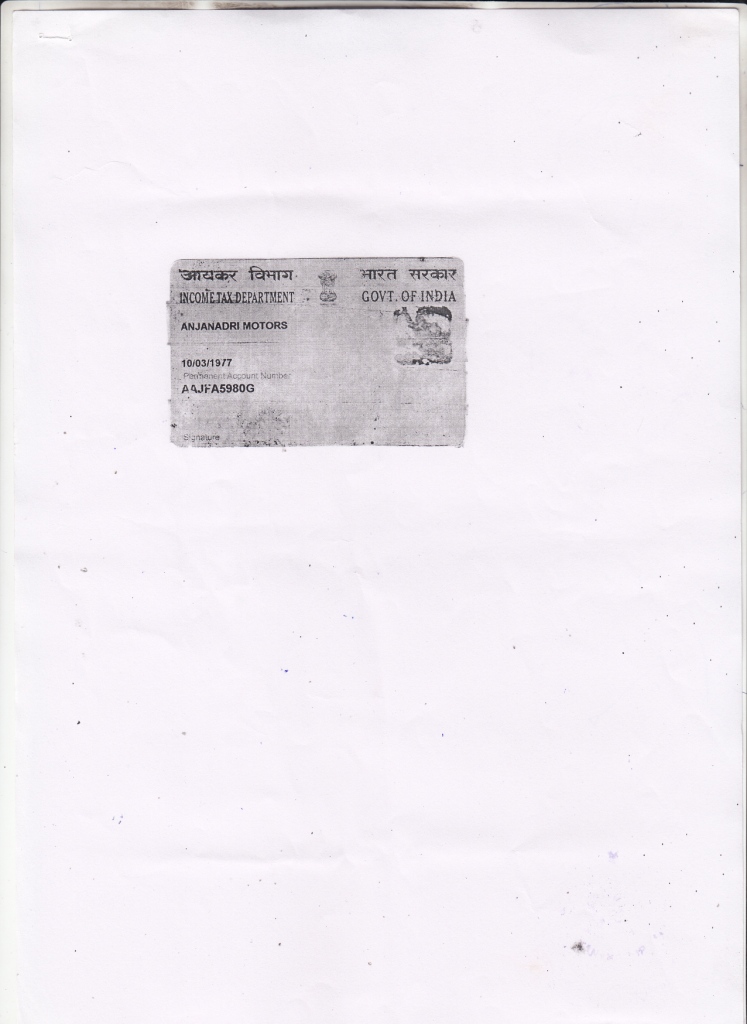 आयकर विभाग भारत सरकार
INCOME TAX DEPARTMENT GOVT. OF INDIA
ANJANADRI MOTORS
10/03/1977
Permanent Account Number
AAJFA5980G
Signature